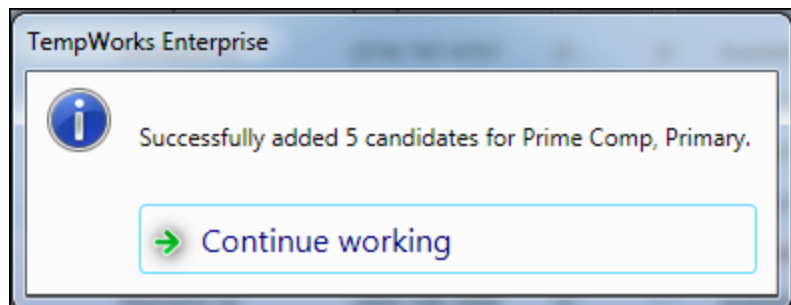 TempWorks Enterprise
Successfully added 5 candidates for Prime Comp, Primary.
Continue working